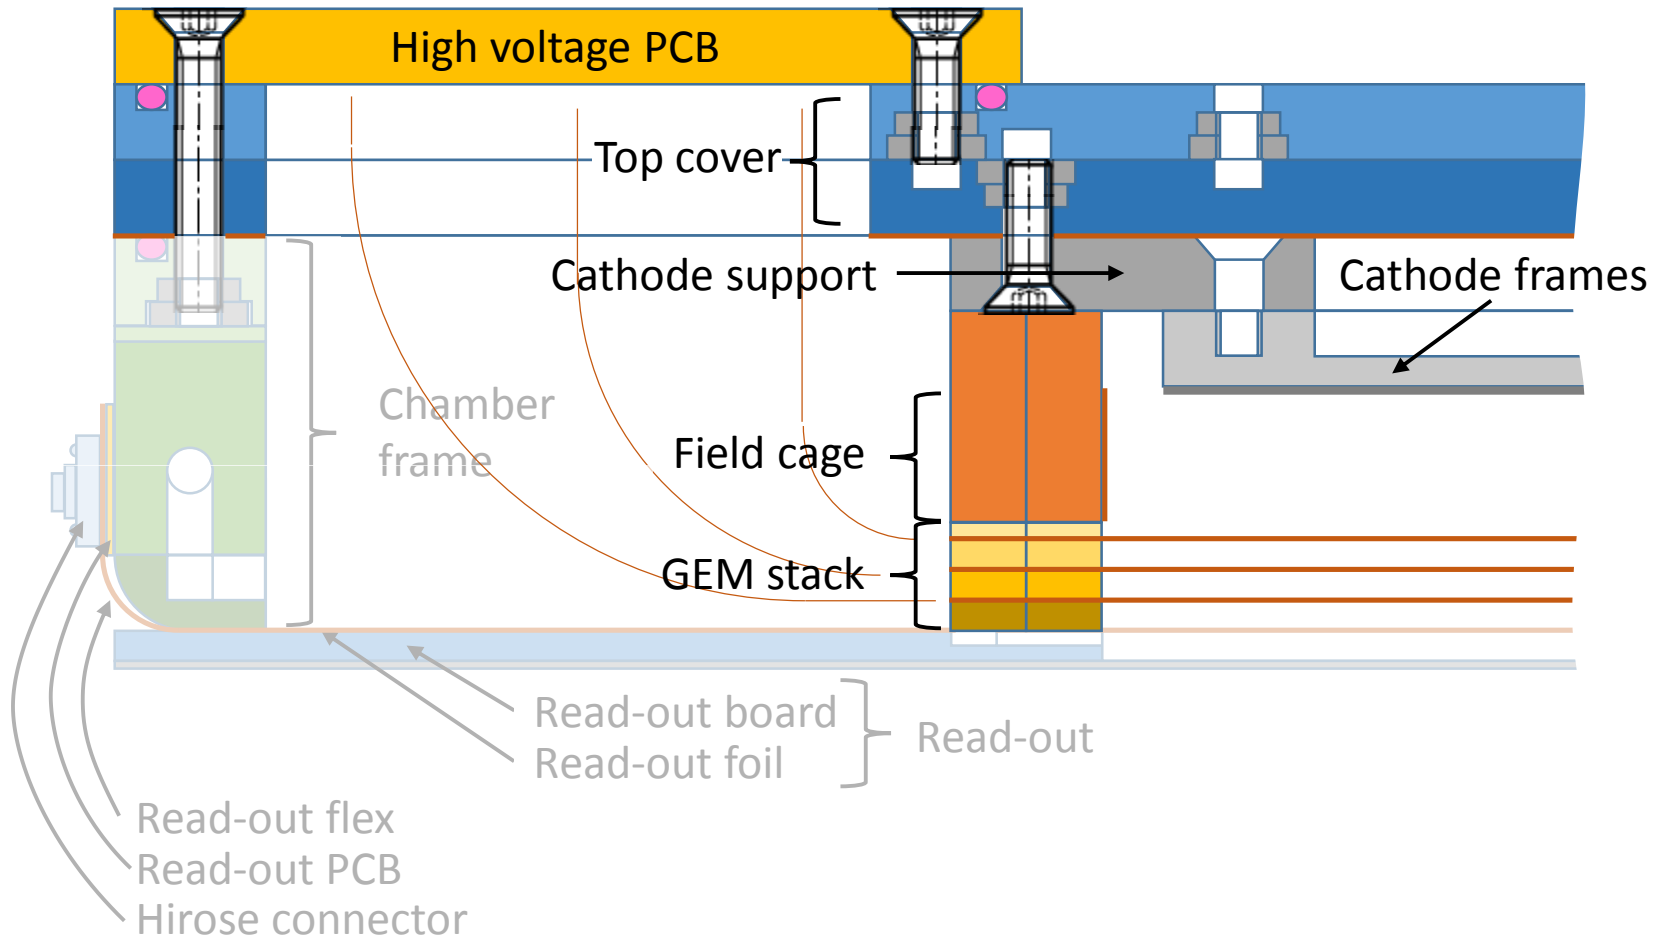 High voltage PCB
Top cover
Cathode support
Cathode frames
Chamber
frame
Field cage
GEM stack
Read-out board
Read-out foil
Read-out
Read-out flex
Read-out PCB
Hirose connector